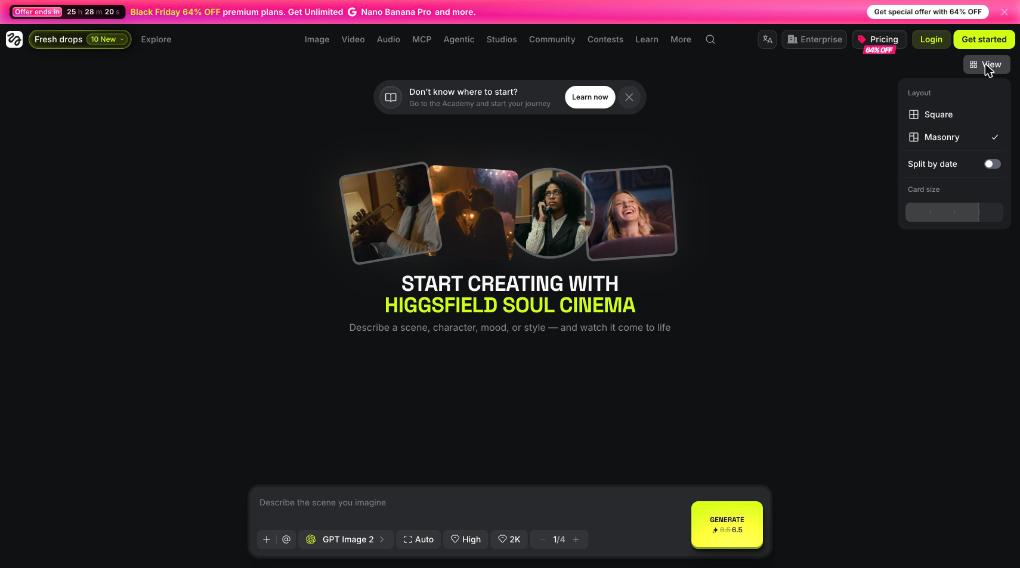 Offer ends in 25 h 28 m 20 s Black Friday 64% OFF premium plans. Get Unlimited Nano Banana Pro and more. Get special offer with 64% OFF
Fresh drops 10 New Explore Image Video Audio MCP Agentic Studios Community Contests Learn More Enterprise Pricing Login Get started
64% OFF
View
Don't know where to start?
Go to the Academy and start your journey
Learn now
Layout
Square
Masonry
Split by date
Card size
START CREATING WITH
HIGGSFIELD SOUL CINEMA
Describe a scene, character, mood, or style — and watch it come to life
Describe the scene you imagine
GENERATE
6.5
+ @ GPT Image 2 Auto High 2K − 1/4 +